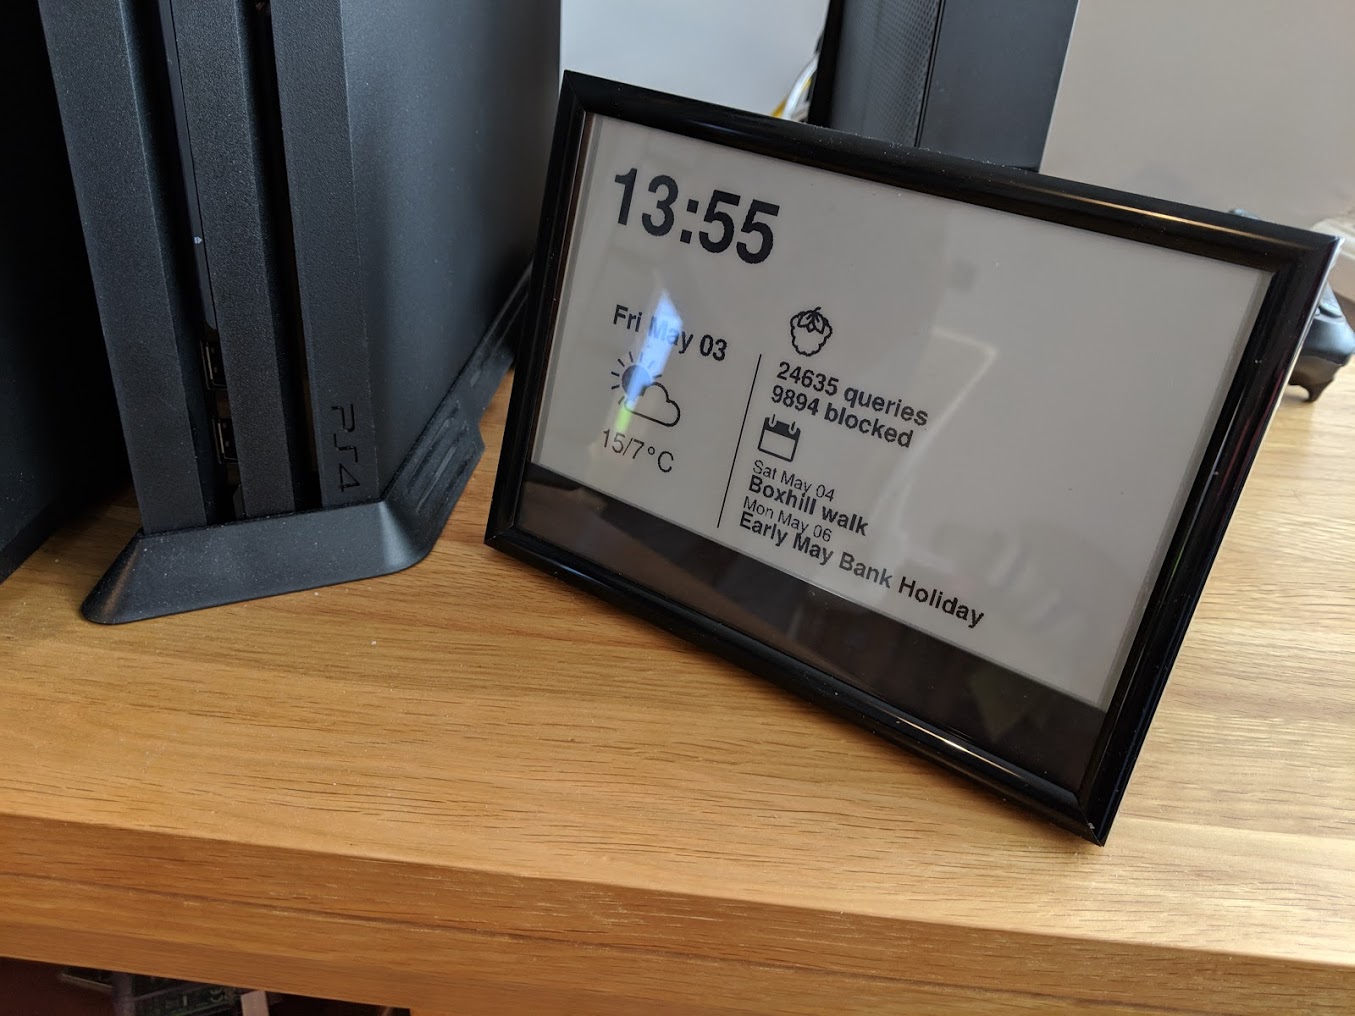 PS4
13:55
Fri May 03
15/7°C
24635 queries
9894 blocked
Sat May 04
Boxhill walk
Mon May 06
Early May Bank Holiday